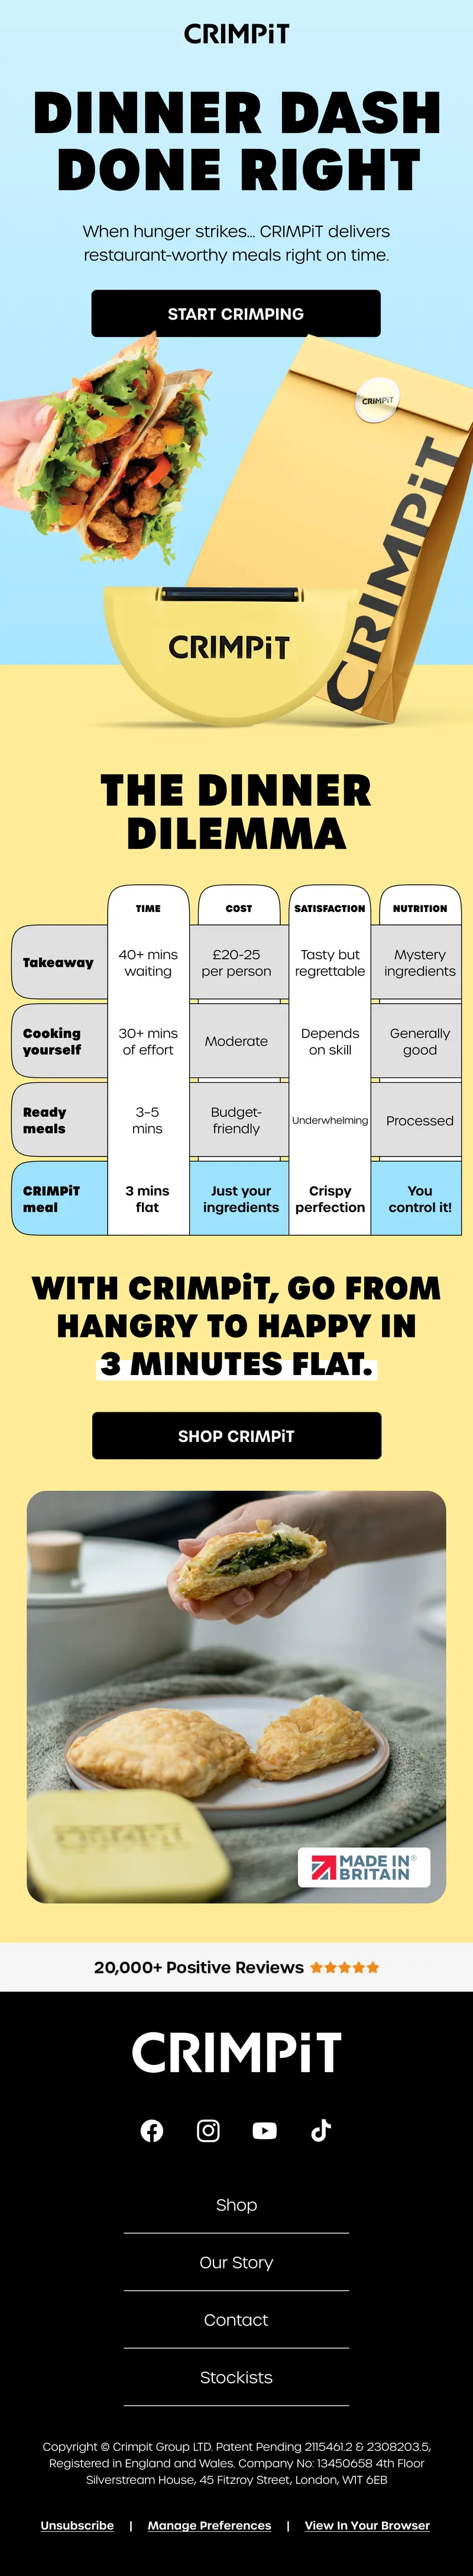 CRIMPiT
DINNER DASH
DONE RIGHT
When hunger strikes... CRIMPiT delivers
restaurant-worthy meals right on time.
START CRIMPING
CRIMPiT
CRIMPiT
CRIMPiT
THE DINNER
DILEMMA
TIME COST SATISFACTION NUTRITION
Takeaway
40+ mins
waiting
£20-25
per person
Tasty but
regrettable
Mystery
ingredients
Cooking
yourself
30+ mins
of effort
Moderate
Depends
on skill
Generally
good
Ready
meals
3–5
mins
Budget-
friendly
Underwhelming
Processed
CRIMPiT
meal
3 mins
flat
Just your
ingredients
Crispy
perfection
You
control it!
WITH CRIMPiT, GO FROM
HANGRY TO HAPPY IN
3 MINUTES FLAT.
SHOP CRIMPiT
CRIMPiT
MADE IN
BRITAIN®
20,000+ Positive Reviews
CRIMPiT
Shop
Our Story
Contact
Stockists
Copyright © Crimpit Group LTD. Patent Pending 2115461.2 & 2308203.5,
Registered in England and Wales. Company No: 13450658 4th Floor
Silverstream House, 45 Fitzroy Street, London, W1T 6EB
Unsubscribe | Manage Preferences | View In Your Browser